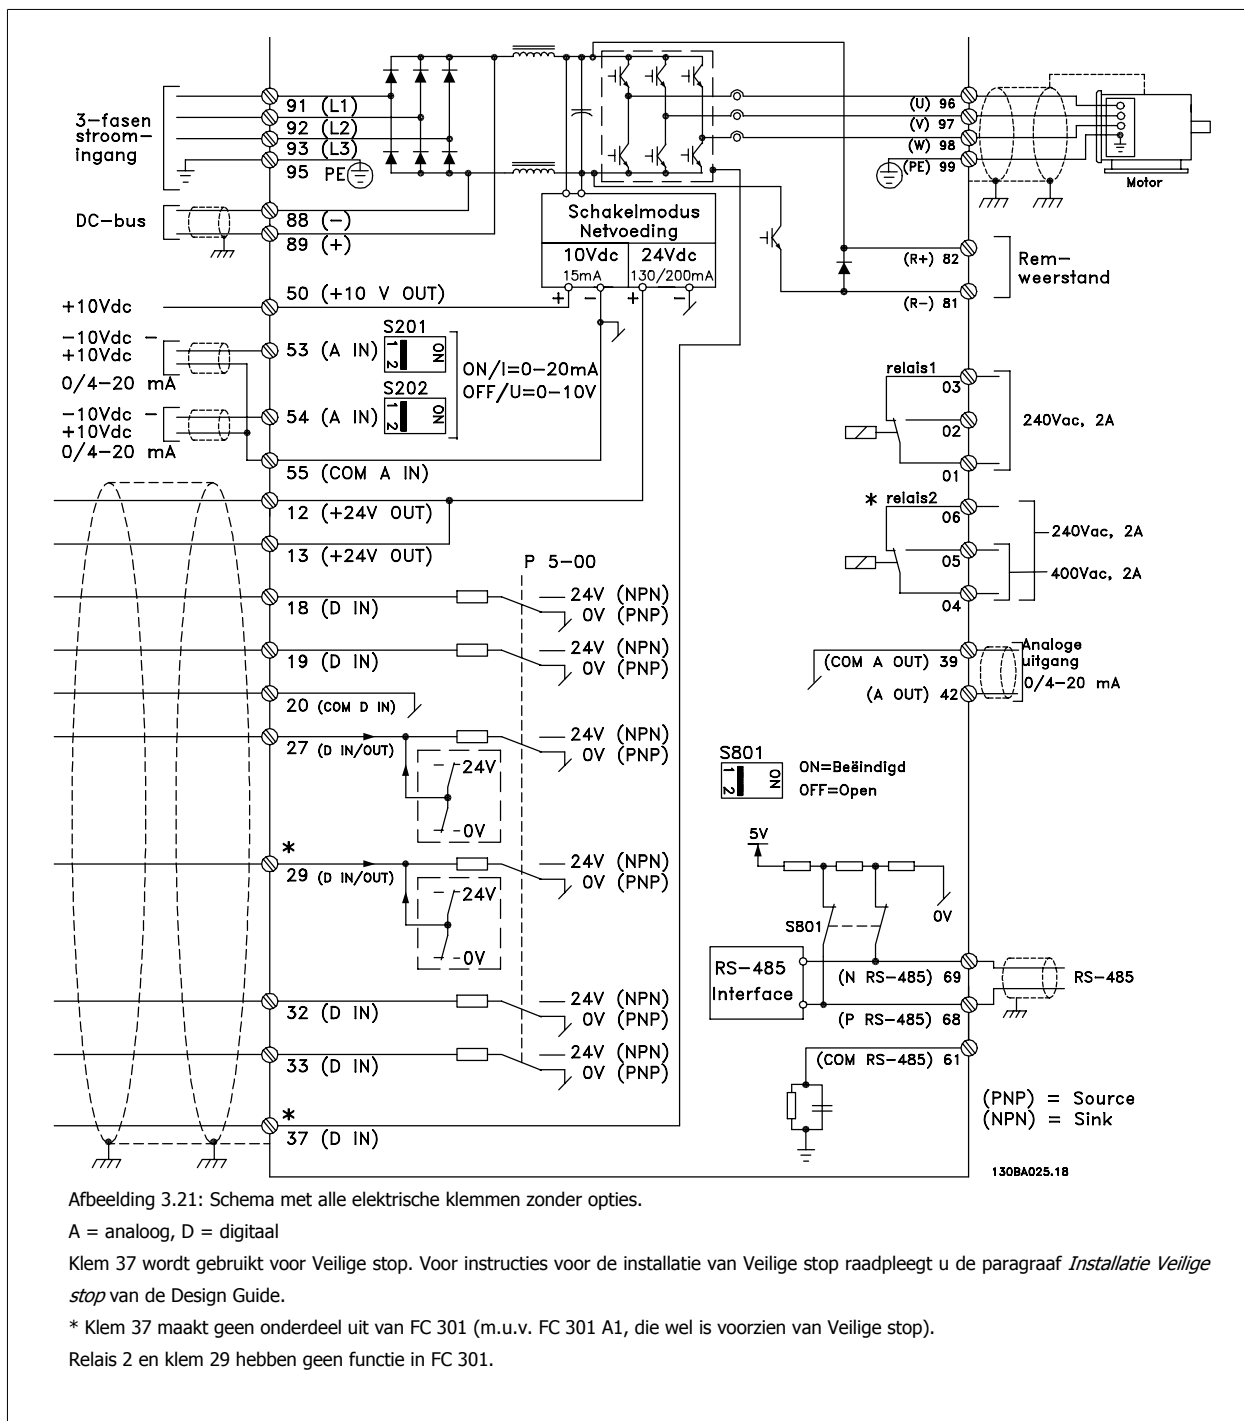 3-fasen
stroom-
ingang
91 (L1)
92 (L2)
93 (L3)
95 PE
DC-bus
88 (-)
89 (+)
Schakelmodus
Netvoeding
10Vdc
15mA
24Vdc
130/200mA
+ - + -
+10Vdc
50 (+10 V OUT)
-10Vdc -
+10Vdc
0/4-20 mA
53 (A IN)
S201
ON
1 2
-10Vdc -
+10Vdc
0/4-20 mA
54 (A IN)
S202
ON
1 2
ON/I=0-20mA
OFF/U=0-10V
55 (COM A IN)
12 (+24V OUT)
13 (+24V OUT)
P 5-00
18 (D IN)
24V (NPN)
0V (PNP)
19 (D IN)
24V (NPN)
0V (PNP)
20 (COM D IN)
27 (D IN/OUT)
24V (NPN)
0V (PNP)
24V
0V
*
29 (D IN/OUT)
24V (NPN)
0V (PNP)
24V
0V
32 (D IN)
24V (NPN)
0V (PNP)
33 (D IN)
24V (NPN)
0V (PNP)
*
37 (D IN)
(U) 96
(V) 97
(W) 98
(PE) 99
Motor
(R+) 82
(R-) 81
Rem-
weerstand
relais1
03
02
01
240Vac, 2A
* relais2
06
05
04
240Vac, 2A
400Vac, 2A
(COM A OUT) 39
(A OUT) 42
Analoge
uitgang
0/4-20 mA
S801
ON
1 2
ON=Beëindigd
OFF=Open
5V
S801
0V
RS-485
Interface
(N RS-485) 69
(P RS-485) 68
RS-485
(COM RS-485) 61
(PNP) = Source
(NPN) = Sink
130BA025.18
Afbeelding 3.21: Schema met alle elektrische klemmen zonder opties.
A = analoog, D = digitaal
Klem 37 wordt gebruikt voor Veilige stop. Voor instructies voor de installatie van Veilige stop raadpleegt u de paragraaf Installatie Veilige
stop van de Design Guide.
* Klem 37 maakt geen onderdeel uit van FC 301 (m.u.v. FC 301 A1, die wel is voorzien van Veilige stop).
Relais 2 en klem 29 hebben geen functie in FC 301.